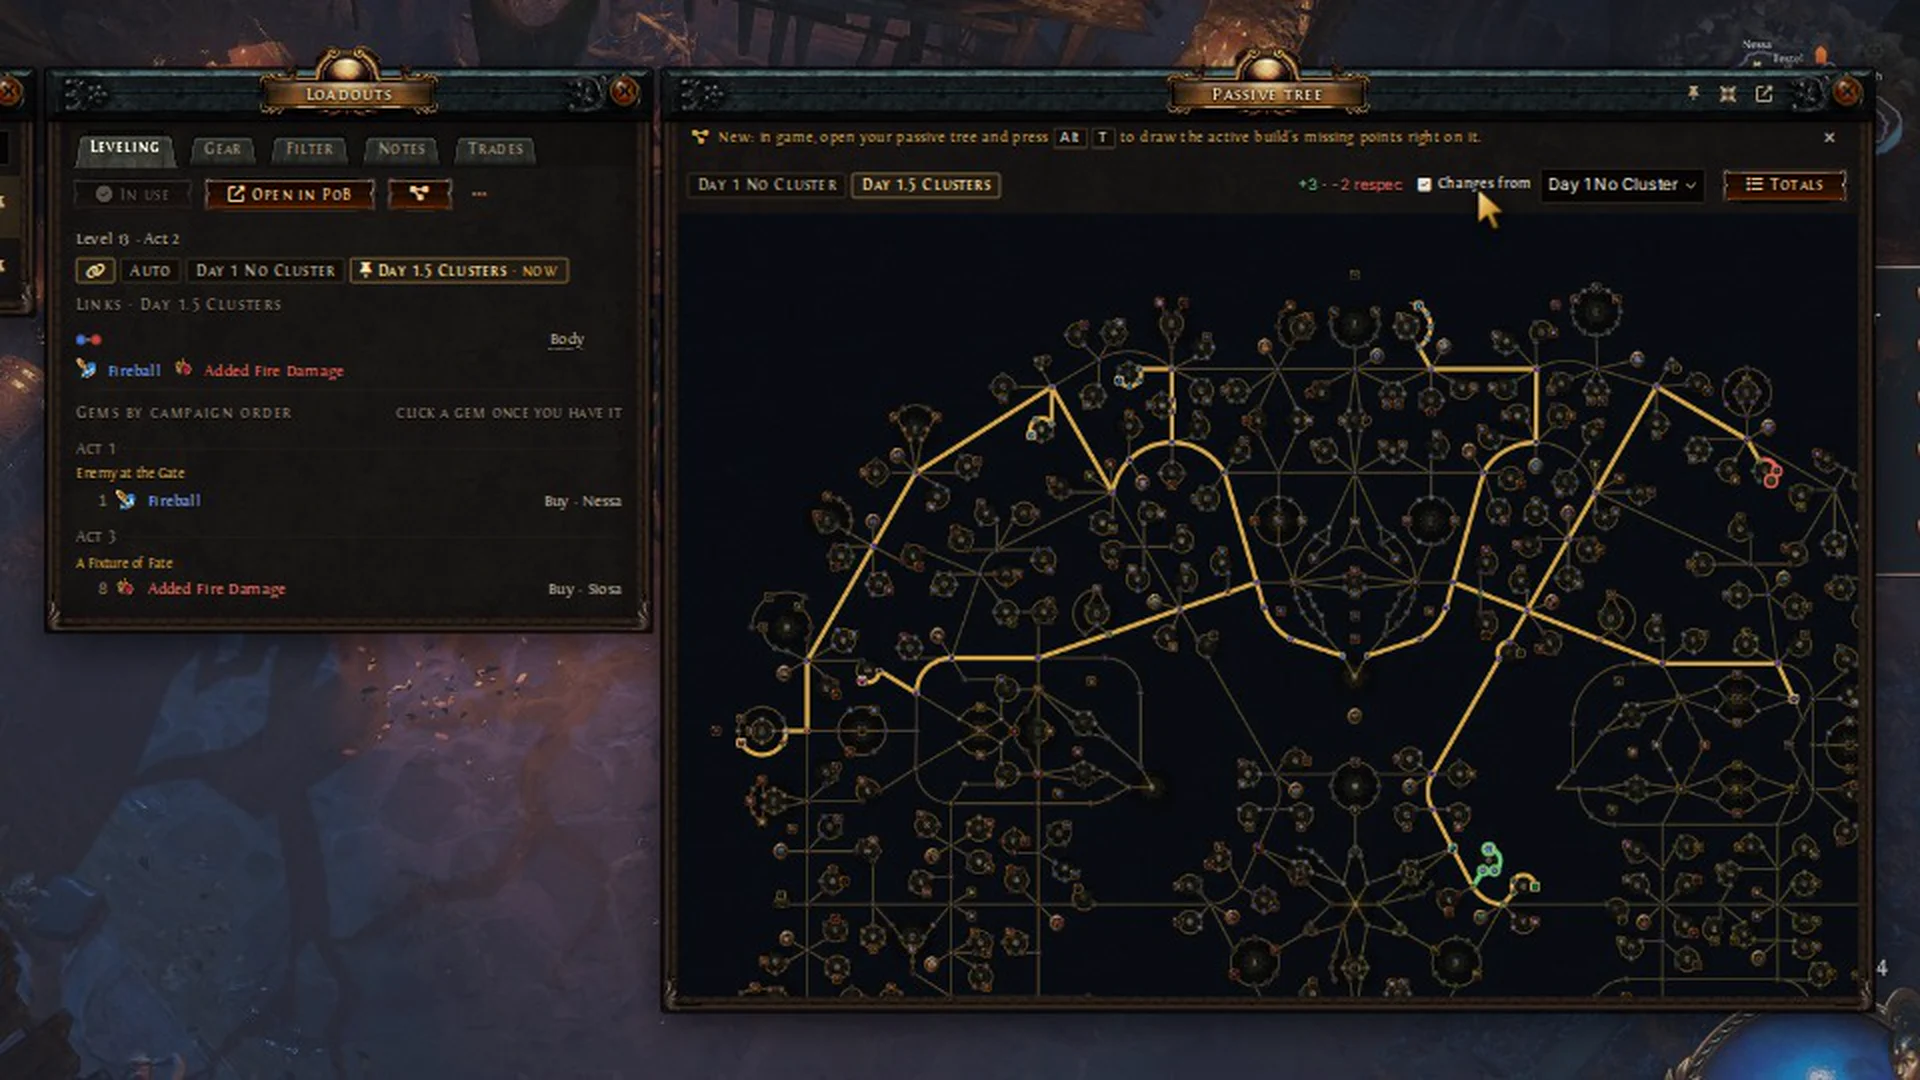 Nessa
LOADOUTS
PASSIVE TREE
LEVELING
GEAR
FILTER
NOTES
TRADES
New: in game, open your passive tree and press Alt T to draw the active build's missing points right on it.
IN USE
OPEN IN POB
DAY 1 NO CLUSTER
DAY 1.5 CLUSTERS
+3 · -2 respec
Changes from
Day 1 No Cluster
TOTALS
Level 13 · Act 2
AUTO
DAY 1 NO CLUSTER
DAY 1.5 CLUSTERS · NOW
LINKS · DAY 1.5 CLUSTERS
Body
Fireball
Added Fire Damage
GEMS BY CAMPAIGN ORDER
CLICK A GEM ONCE YOU HAVE IT
ACT 1
Enemy at the Gate
1 Fireball
Buy · Nessa
ACT 3
A Fixture of Fate
8 Added Fire Damage
Buy · Siosa
4